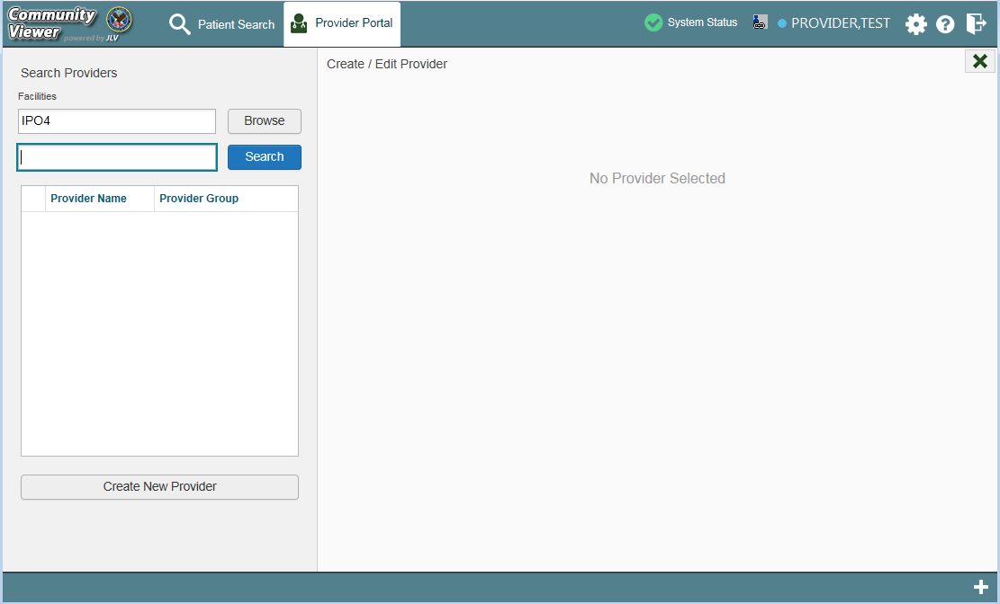 Community
Viewer
powered by JLV
Patient Search
Provider Portal
System Status
PROVIDER,TEST
Search Providers
Facilities
IPO4
Browse
Search
Provider Name
Provider Group
Create New Provider
Create / Edit Provider
No Provider Selected